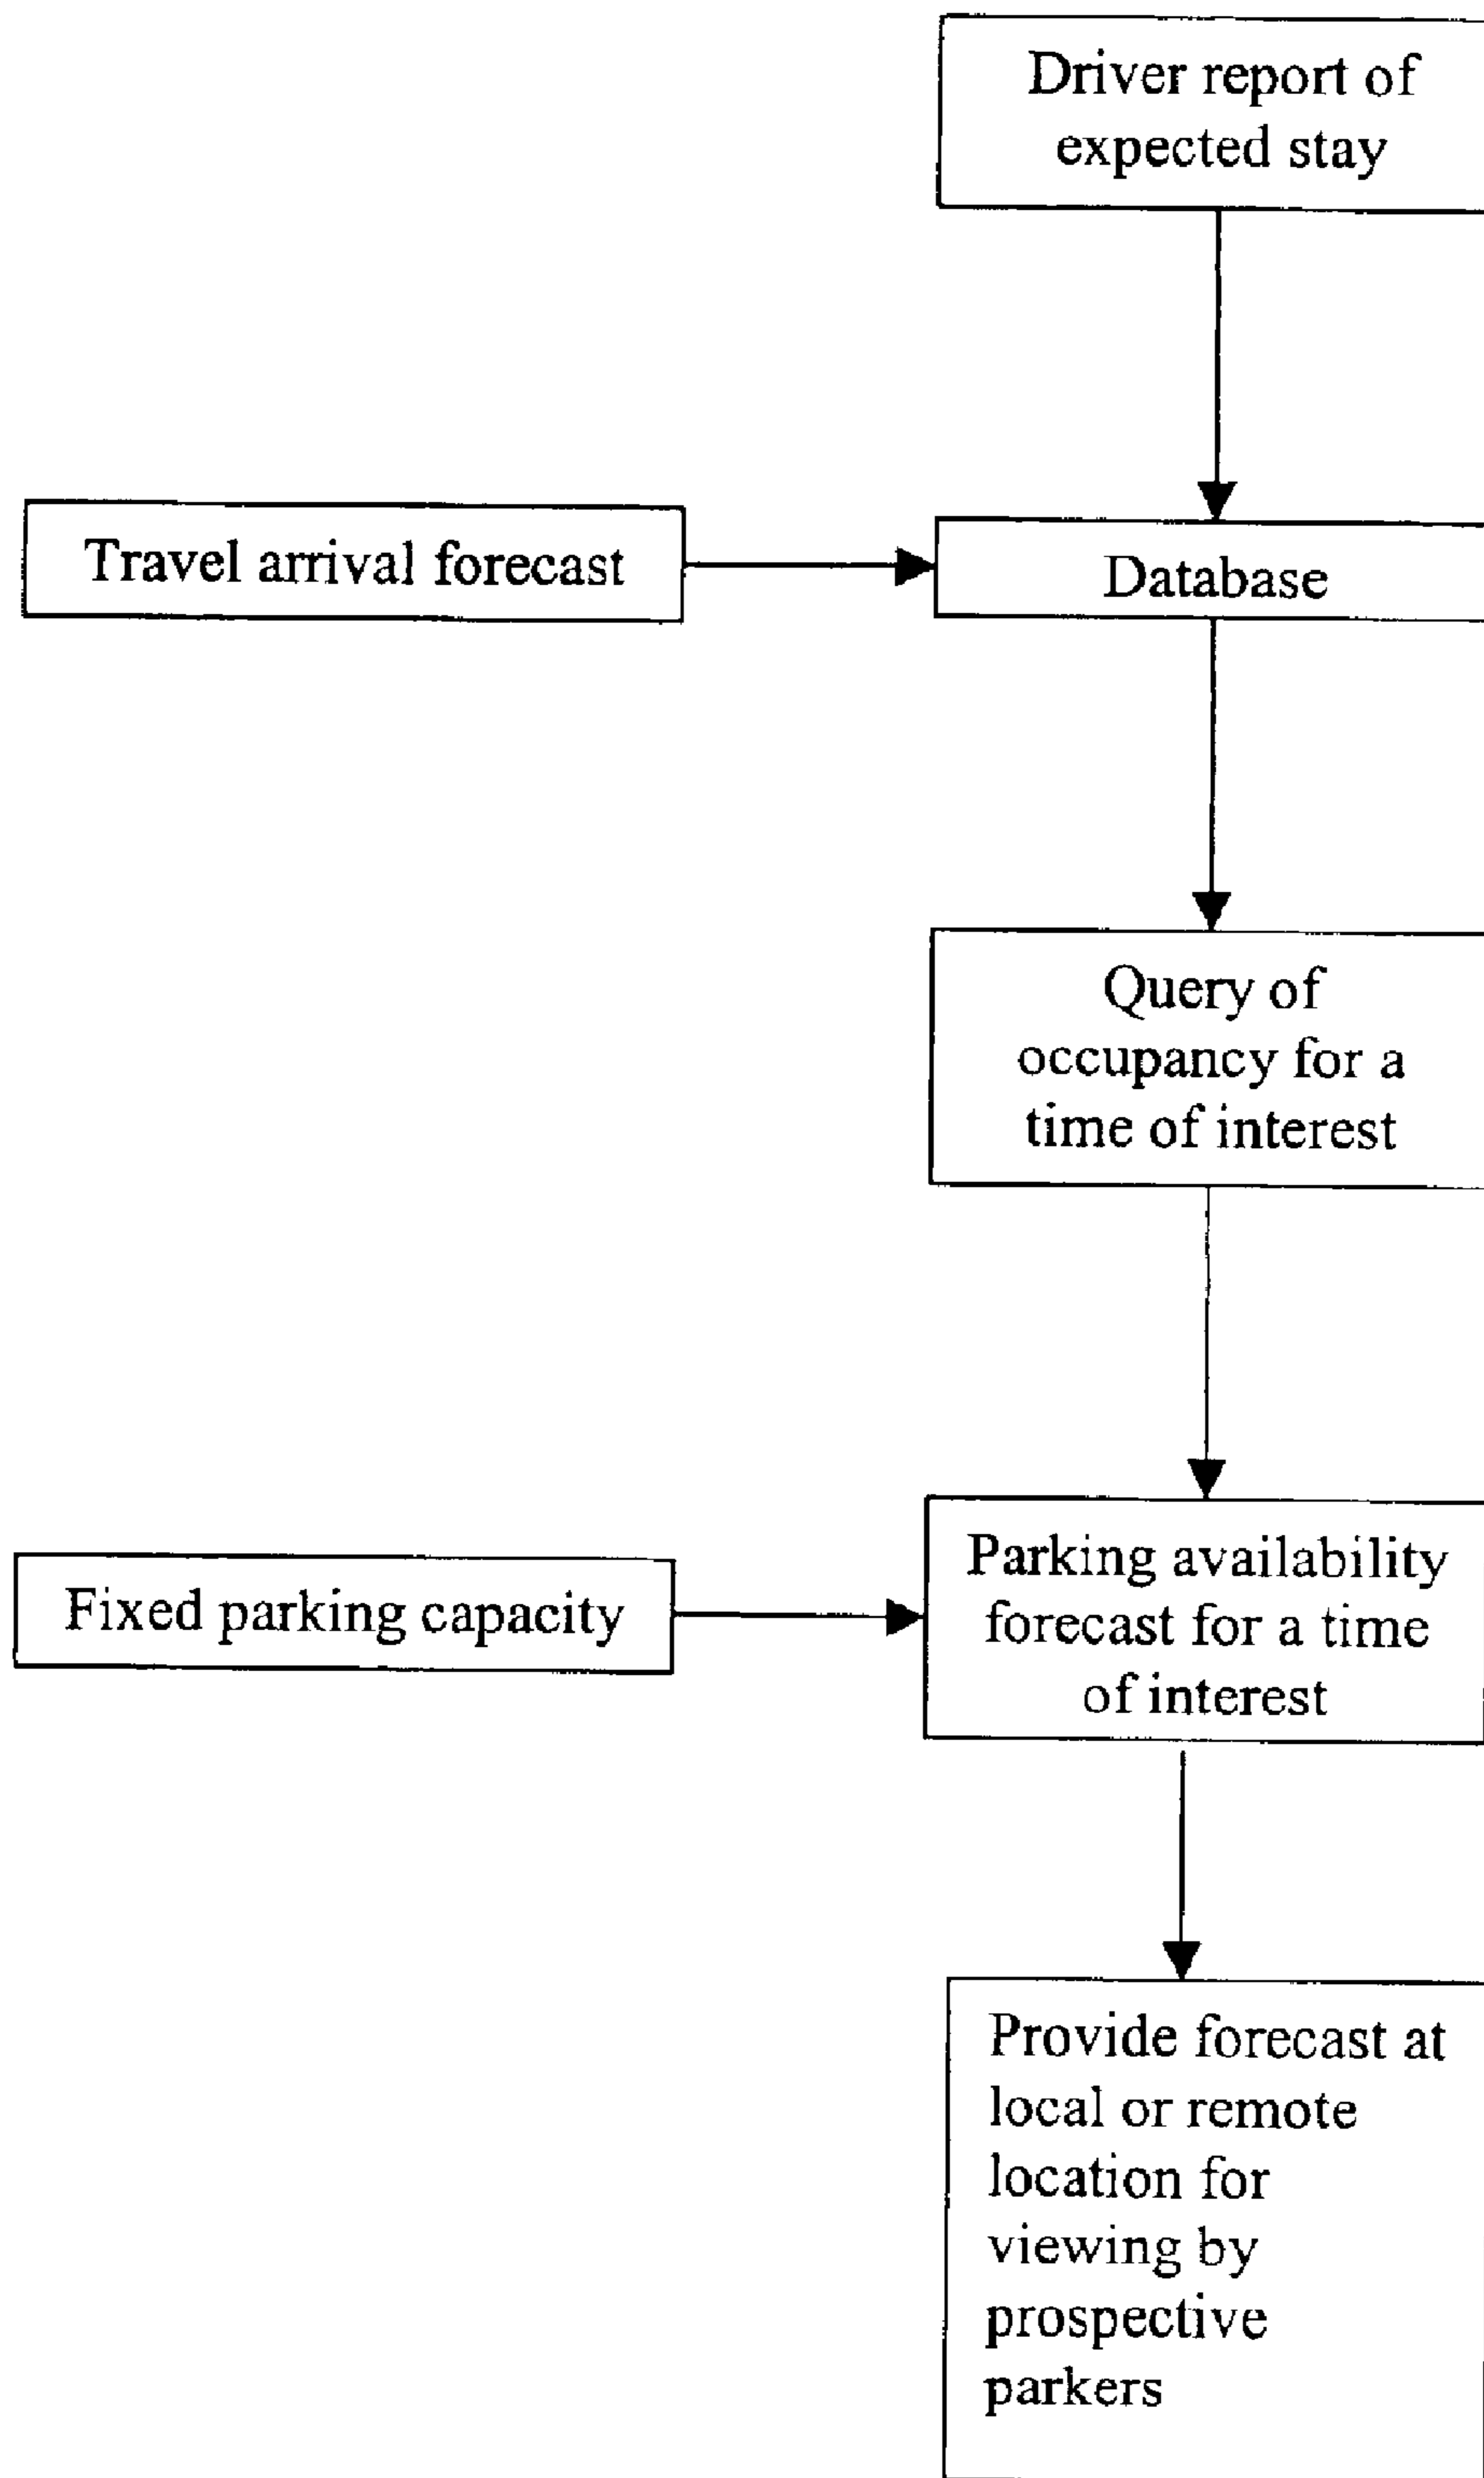 Driver report of
expected stay
Travel arrival forecast
Database
Query of
occupancy for a
time of interest
Fixed parking capacity
Parking availability
forecast for a time
of interest
Provide forecast at
local or remote
location for
viewing by
prospective
parkers